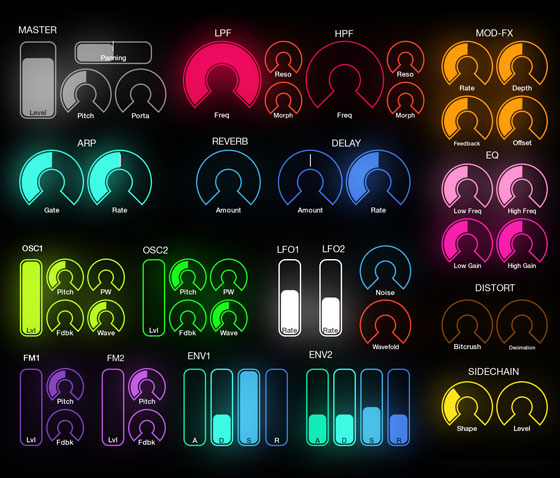 MASTER
Level
Panning
Pitch
Porta
LPF
Freq
Reso
Morph
HPF
Freq
Reso
Morph
MOD-FX
Rate
Depth
Feedback
Offset
ARP
Gate
Rate
REVERB
Amount
DELAY
Amount
Rate
EQ
Low Freq
High Freq
Low Gain
High Gain
OSC1
Lvl
Pitch
PW
Fdbk
Wave
OSC2
Lvl
Pitch
PW
Fdbk
Wave
LFO1
Rate
LFO2
Rate
Noise
Wavefold
DISTORT
Bitcrush
Decimation
FM1
Lvl
Pitch
Fdbk
FM2
Lvl
Pitch
Fdbk
ENV1
A
D
S
R
ENV2
A
D
S
R
SIDECHAIN
Shape
Level